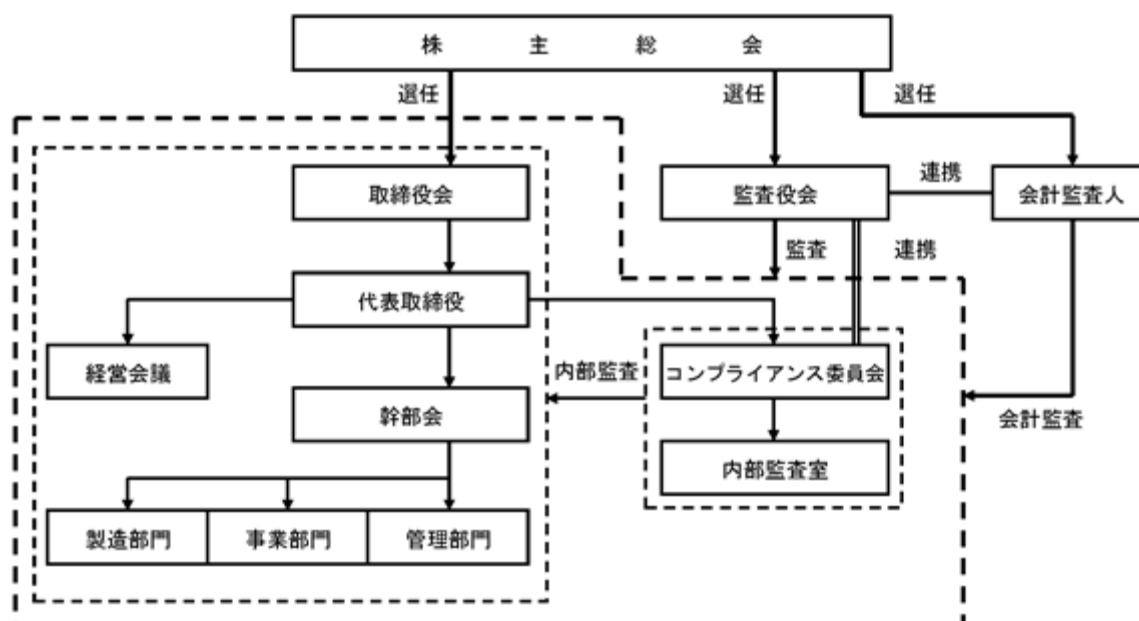 株主総会
選任
選任
選任
取締役会
監査役会
連携
会計監査人
監査
連携
代表取締役
経営会議
内部監査
コンプライアンス委員会
幹部会
会計監査
内部監査室
製造部門
事業部門
管理部門